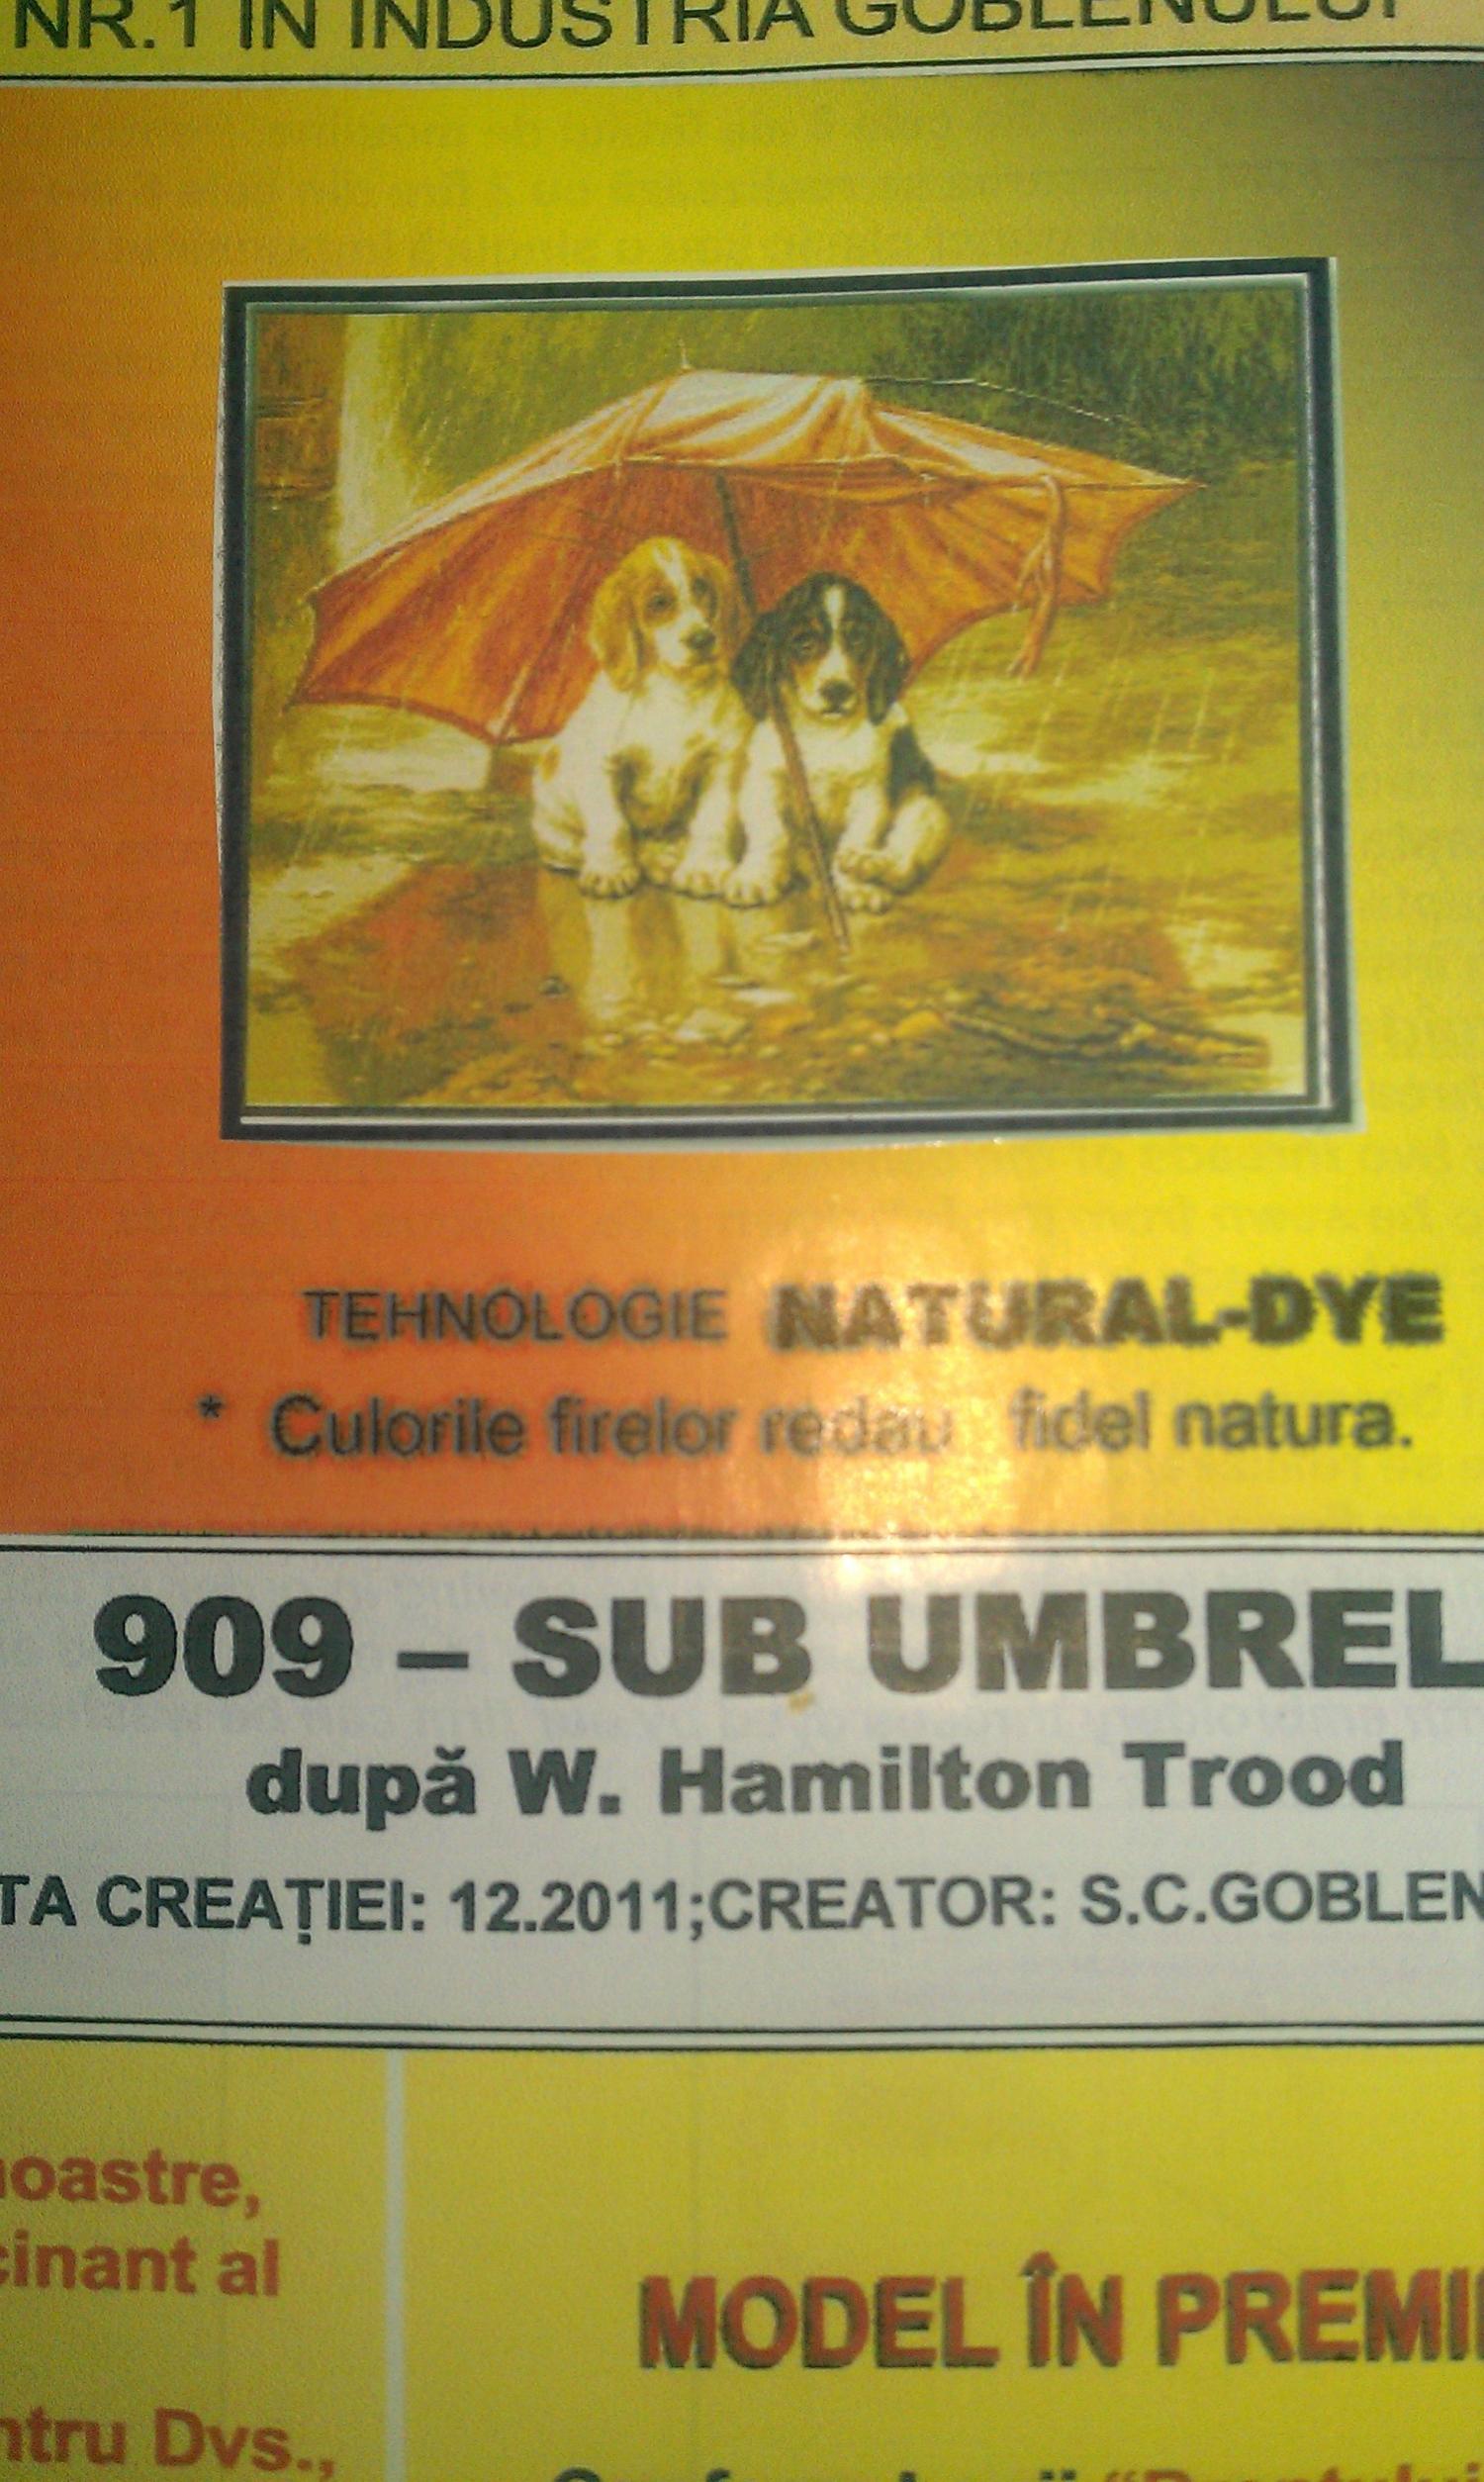 NR.1 IN INDUSTRIA GOBLENULUI
TEHNOLOGIE NATURAL-DYE
* Culorile firelor redau fidel natura.
909 – SUB UMBREL
după W. Hamilton Trood
TA CREAȚIEI: 12.2011;CREATOR: S.C.GOBLEN
noastre,
cinant al
MODEL ÎN PREMI
ntru Dvs.,